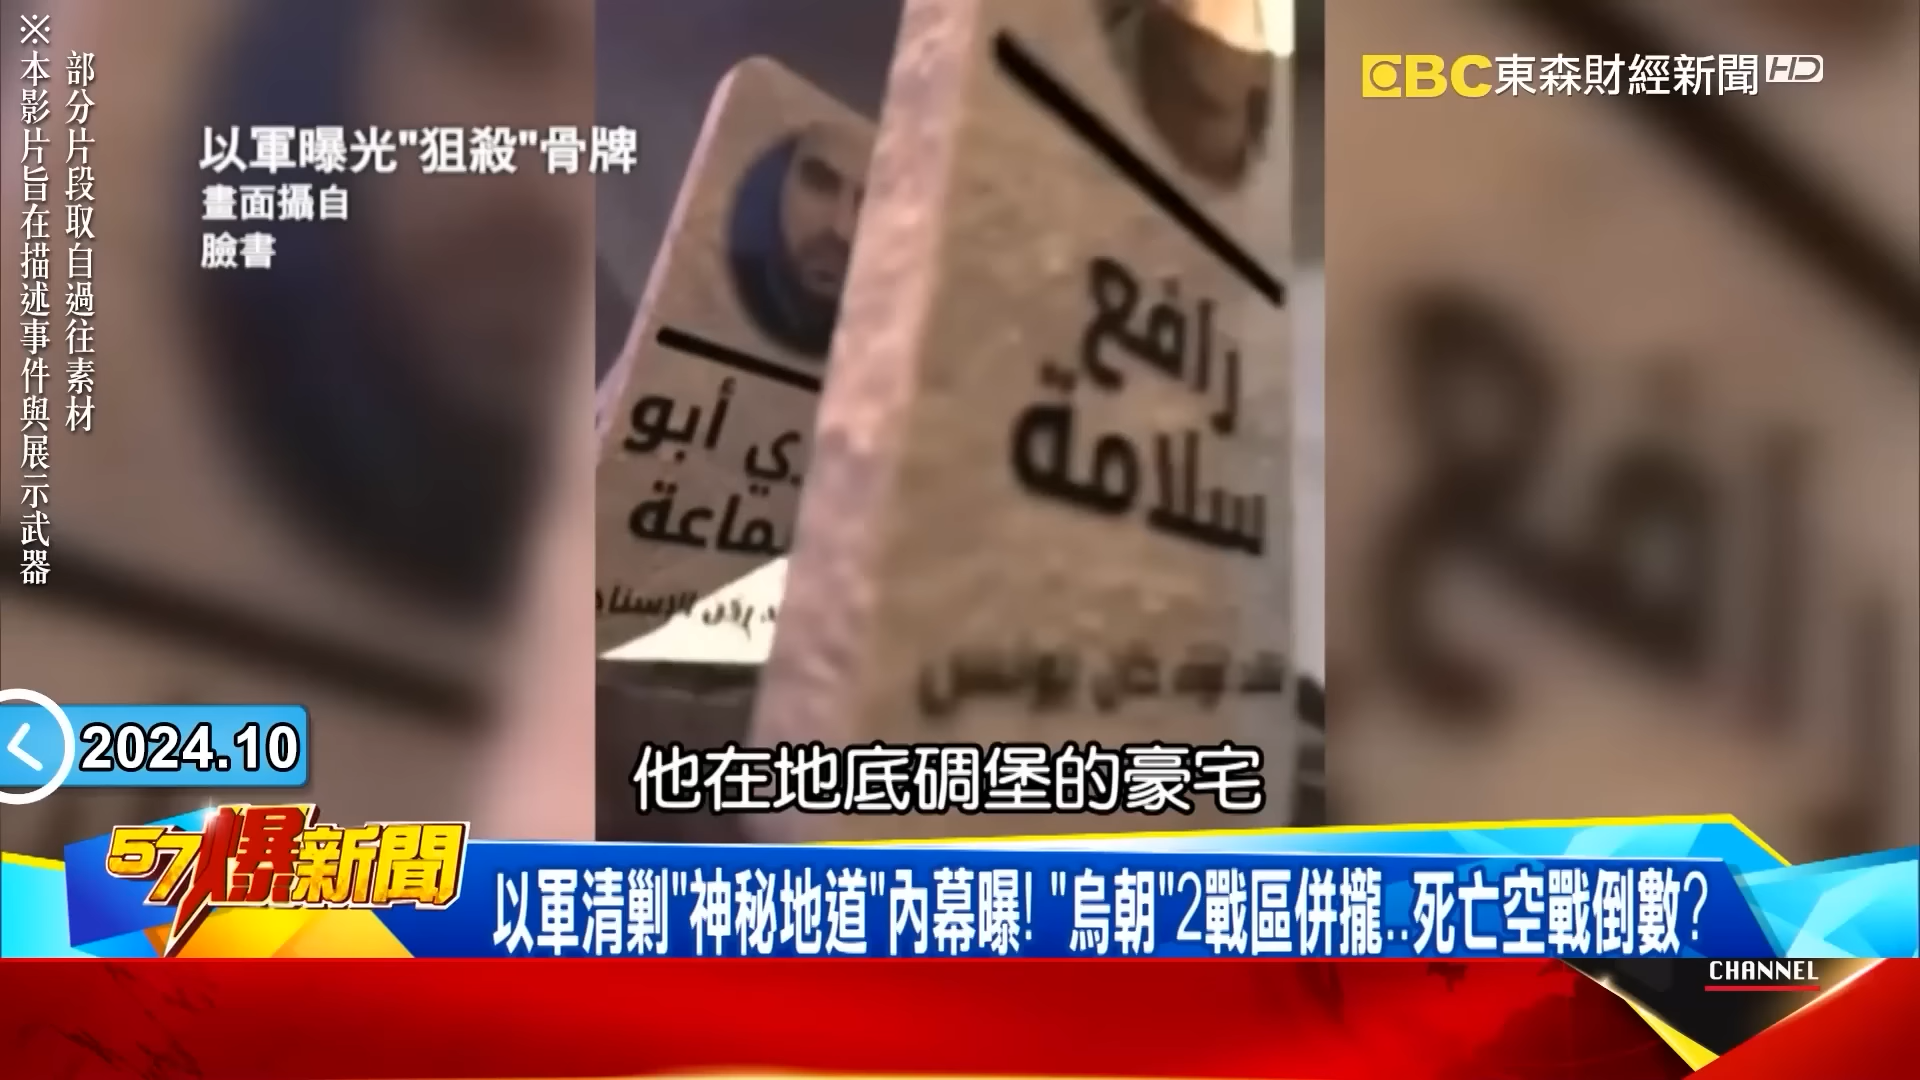 ※本影片旨在描述事件與展示武器
部分片段取自過往素材
EBC東森財經新聞HD
以軍曝光"狙殺"骨牌
畫面攝自
臉書
رافع
سلامة
أبو
2024.10
他在地底碉堡的豪宅
57爆新聞
以軍清剿"神秘地道"內幕曝! "烏朝"2戰區併攏..死亡空戰倒數?
CHANNEL